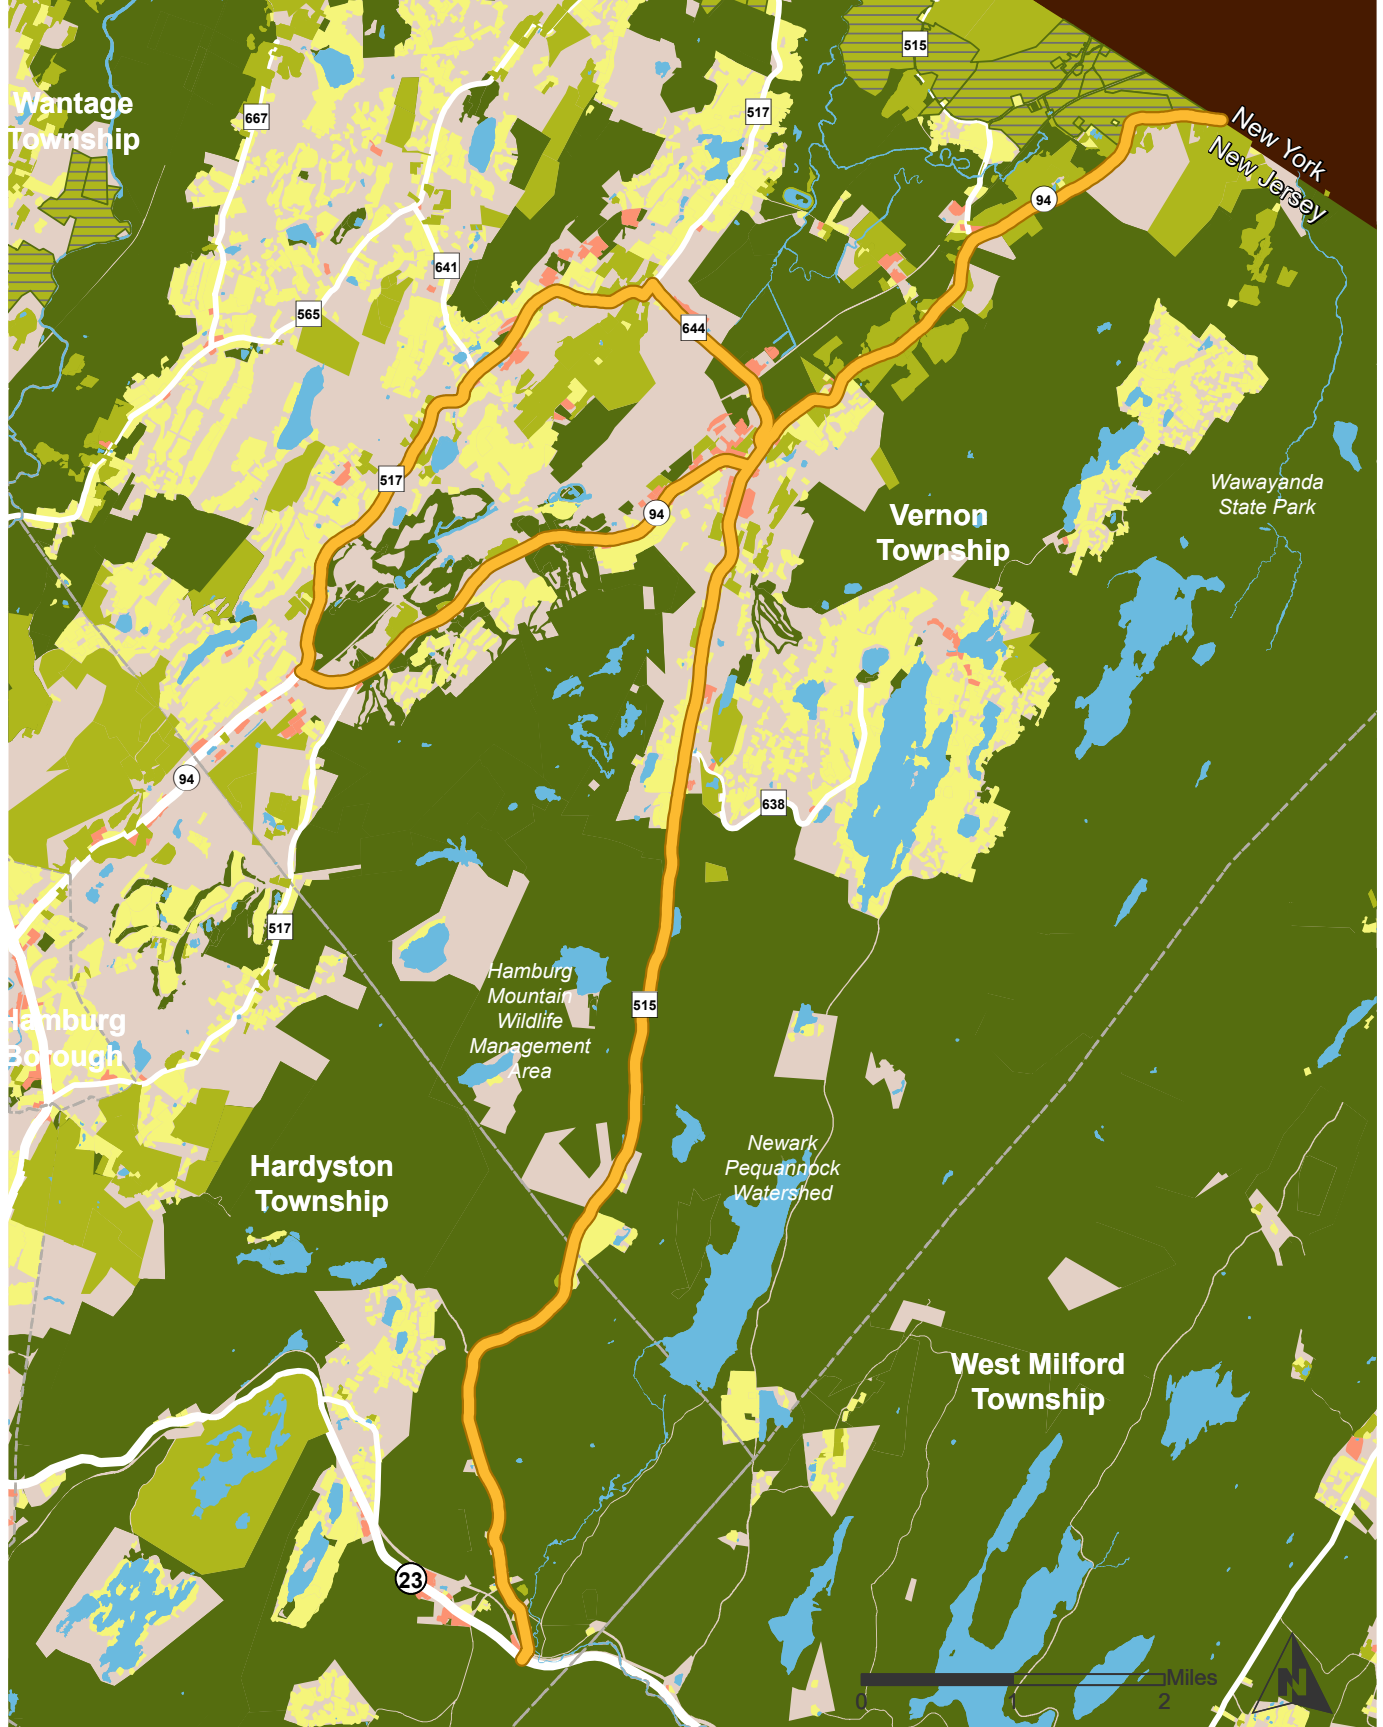 515
Wantage
Township
667
517
New York
New Jersey
94
641
565
644
517
Wawayanda
State Park
94
Vernon
Township
94
638
517
Hamburg
Mountain
Wildlife
Management
Area
515
Hamburg
Borough
Newark
Pequannock
Watershed
Hardyston
Township
West Milford
Township
23
Miles
0 1 2
N